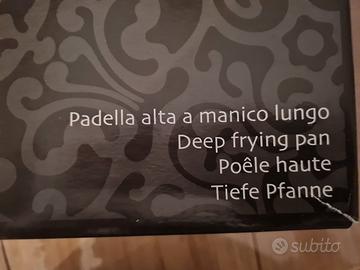 Padella alta a manico lungo
Deep frying pan
Poêle haute
Tiefe Pfanne
subito